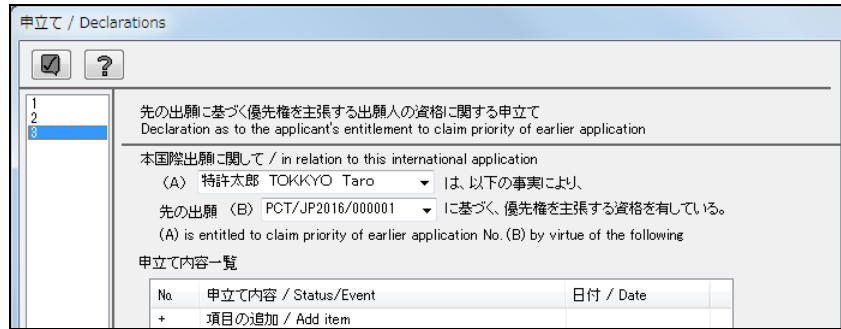 申立て / Declarations
?
1
2
3
先の出願に基づく優先権を主張する出願人の資格に関する申立て
Declaration as to the applicant's entitlement to claim priority of earlier application
本国際出願に関して / in relation to this international application
(A) 特許太郎 TOKKYO Taro は、以下の事実により、
先の出願 (B) PCT/JP2016/000001 に基づく、優先権を主張する資格を有している。
(A) is entitled to claim priority of earlier application No. (B) by virtue of the following
申立て内容一覧
No. 申立て内容 / Status/Event 日付 / Date
+ 項目の追加 / Add item